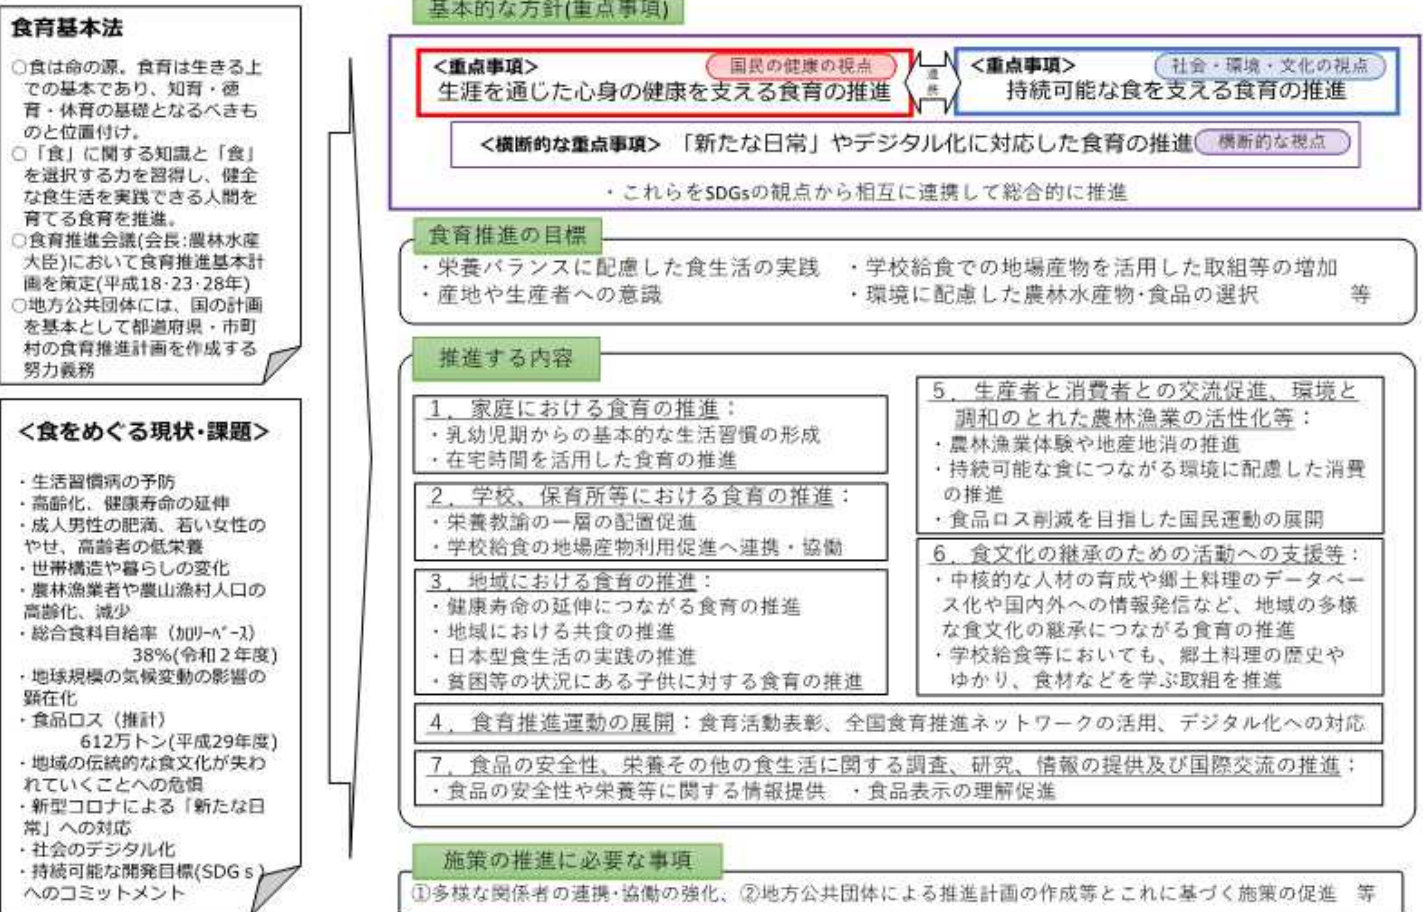 食育基本法
○食は命の源。食育は生きる上
での基本であり、知育・徳
育・体育の基礎となるべきも
のと位置付け。
○「食」に関する知識と「食」
を選択する力を習得し、健全
な食生活を実践できる人間を
育てる食育を推進。
○食育推進会議(会長:農林水産
大臣)において食育推進基本計
画を策定(平成18･23･28年)
○地方公共団体には、国の計画
を基本として都道府県・市町
村の食育推進計画を作成する
努力義務
＜食をめぐる現状･課題＞
・生活習慣病の予防
・高齢化、健康寿命の延伸
・成人男性の肥満、若い女性の
やせ、高齢者の低栄養
・世帯構造や暮らしの変化
・農林漁業者や農山漁村人口の
高齢化、減少
・総合食料自給率（ｶﾛﾘｰﾍﾞｰｽ）
38%(令和２年度)
・地球規模の気候変動の影響の
顕在化
・食品ロス（推計）
612万トン(平成29年度)
・地域の伝統的な食文化が失わ
れていくことへの危惧
・新型コロナによる「新たな日
常」への対応
・社会のデジタル化
・持続可能な開発目標(SDGｓ)
へのコミットメント
基本的な方針(重点事項)
<重点事項> 国民の健康の視点
生涯を通じた心身の健康を支える食育の推進
連携
<重点事項> 社会・環境・文化の視点
持続可能な食を支える食育の推進
<横断的な重点事項> 「新たな日常」やデジタル化に対応した食育の推進 横断的な視点
・これらをSDGsの観点から相互に連携して総合的に推進
食育推進の目標
・栄養バランスに配慮した食生活の実践 ・学校給食での地場産物を活用した取組等の増加
・産地や生産者への意識 ・環境に配慮した農林水産物･食品の選択 等
推進する内容
１．家庭における食育の推進：
・乳幼児期からの基本的な生活習慣の形成
・在宅時間を活用した食育の推進
２．学校、保育所等における食育の推進：
・栄養教諭の一層の配置促進
・学校給食の地場産物利用促進へ連携・協働
３．地域における食育の推進：
・健康寿命の延伸につながる食育の推進
・地域における共食の推進
・日本型食生活の実践の推進
・貧困等の状況にある子供に対する食育の推進
５．生産者と消費者との交流促進、環境と
調和のとれた農林漁業の活性化等：
・農林漁業体験や地産地消の推進
・持続可能な食につながる環境に配慮した消費
の推進
・食品ロス削減を目指した国民運動の展開
６．食文化の継承のための活動への支援等：
・中核的な人材の育成や郷土料理のデータベー
ス化や国内外への情報発信など、地域の多様
な食文化の継承につながる食育の推進
・学校給食等においても、郷土料理の歴史や
ゆかり、食材などを学ぶ取組を推進
４．食育推進運動の展開：食育活動表彰、全国食育推進ネットワークの活用、デジタル化への対応
７．食品の安全性、栄養その他の食生活に関する調査、研究、情報の提供及び国際交流の推進：
・食品の安全性や栄養等に関する情報提供 ・食品表示の理解促進
施策の推進に必要な事項
①多様な関係者の連携･協働の強化、②地方公共団体による推進計画の作成等とこれに基づく施策の促進 等